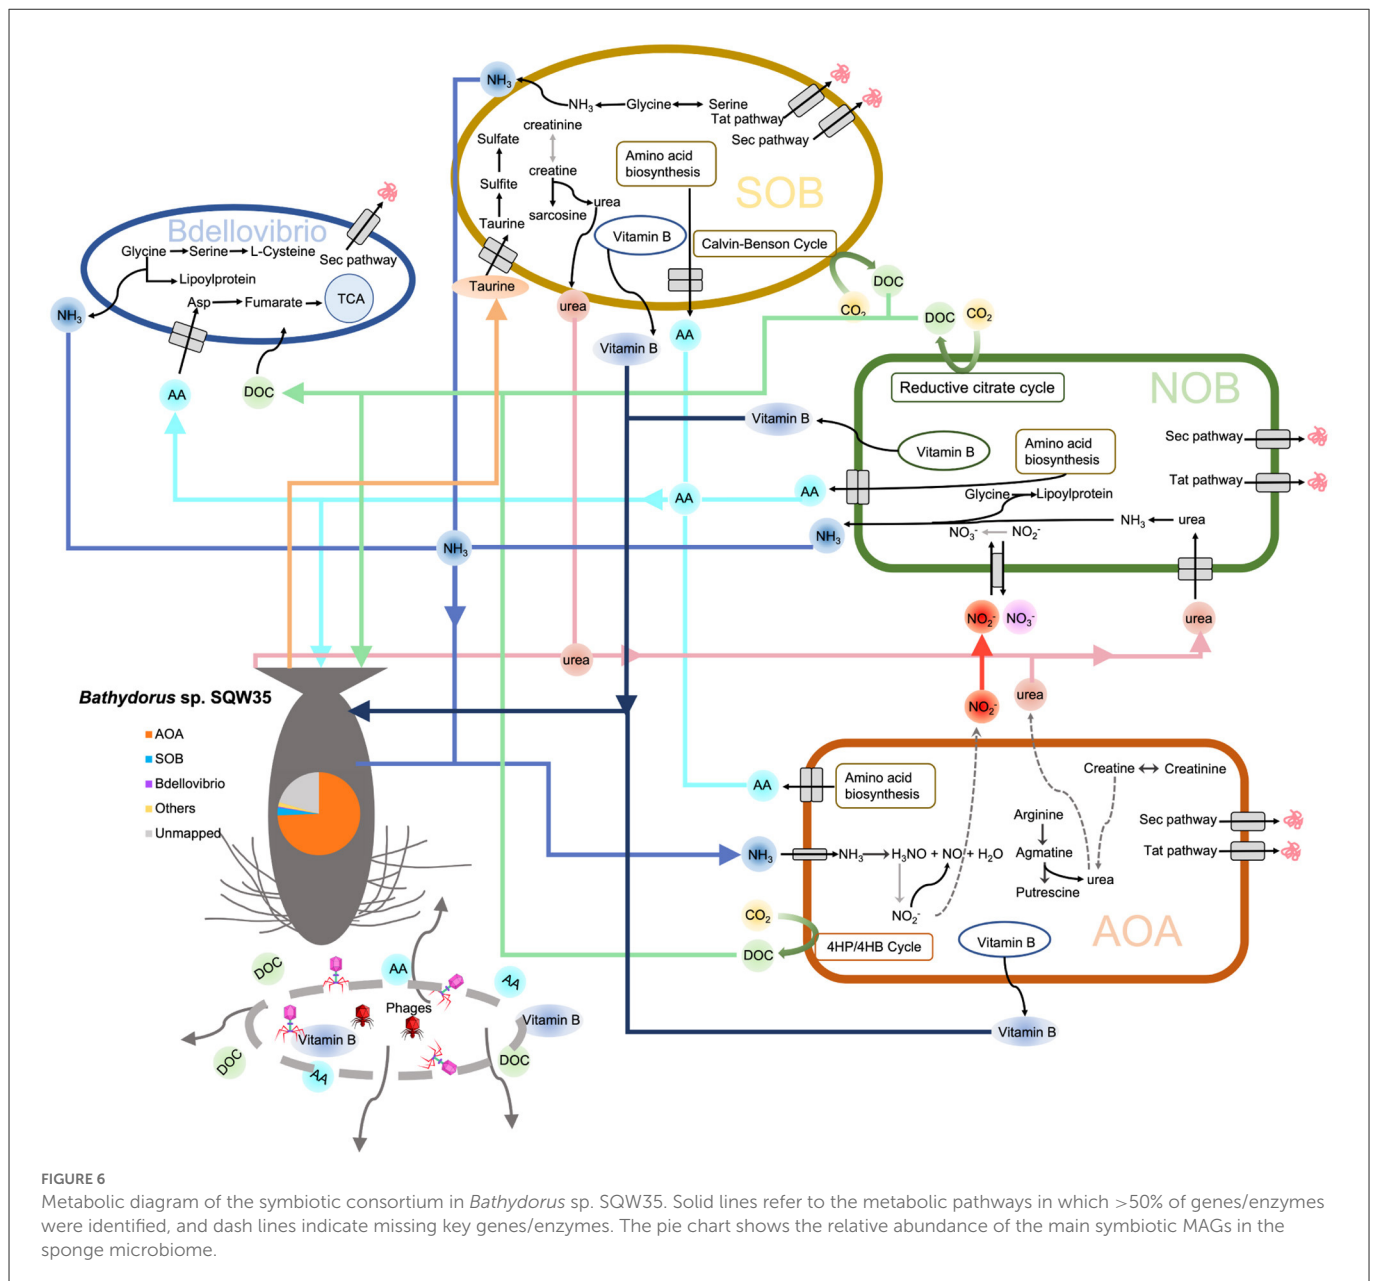 NH3
NH3
Glycine
Serine
Tat pathway
Sec pathway
creatinine
Sulfate
creatine
Sulfite
urea
sarcosine
Taurine
Amino acid
biosynthesis
SOB
Vitamin B
Calvin-Benson Cycle
Taurine
urea
Vitamin B
AA
DOC
CO2
DOC
CO2
Bdellovibrio
Glycine
Serine
L-Cysteine
Sec pathway
Lipoylprotein
Asp
Fumarate
TCA
NH3
AA
DOC
Reductive citrate cycle
NOB
Vitamin B
Vitamin B
Amino acid
biosynthesis
Sec pathway
Tat pathway
AA
AA
Glycine
Lipoylprotein
NH3
NH3
NO3-
NO2-
NH3
urea
NO2-
NO3-
urea
urea
urea
NO2-
Bathydorus sp. SQW35
AOA
SOB
Bdellovibrio
Others
Unmapped
AA
Amino acid
biosynthesis
Creatine
Creatinine
Arginine
Agmatine
Putrescine
urea
Sec pathway
Tat pathway
NH3
NH3
H3NO + NO + H2O
NO2-
CO2
DOC
4HP/4HB Cycle
Vitamin B
AOA
Vitamin B
DOC
AA
AA
Phages
Vitamin B
Vitamin B
DOC
AA
DOC
FIGURE 6
Metabolic diagram of the symbiotic consortium in Bathydorus sp. SQW35. Solid lines refer to the metabolic pathways in which >50% of genes/enzymes
were identified, and dash lines indicate missing key genes/enzymes. The pie chart shows the relative abundance of the main symbiotic MAGs in the
sponge microbiome.